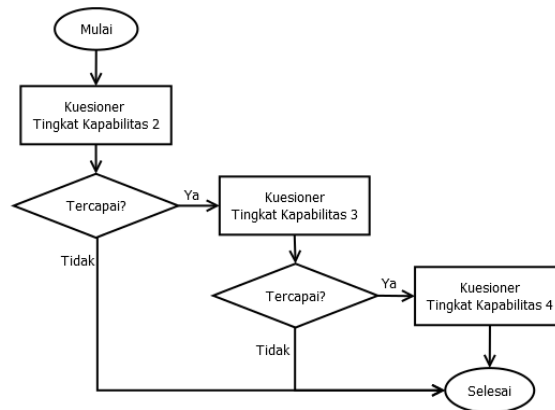 Mulai
Kuesioner
Tingkat Kapabilitas 2
Tercapai?
Ya
Tidak
Kuesioner
Tingkat Kapabilitas 3
Tercapai?
Ya
Tidak
Kuesioner
Tingkat Kapabilitas 4
Selesai